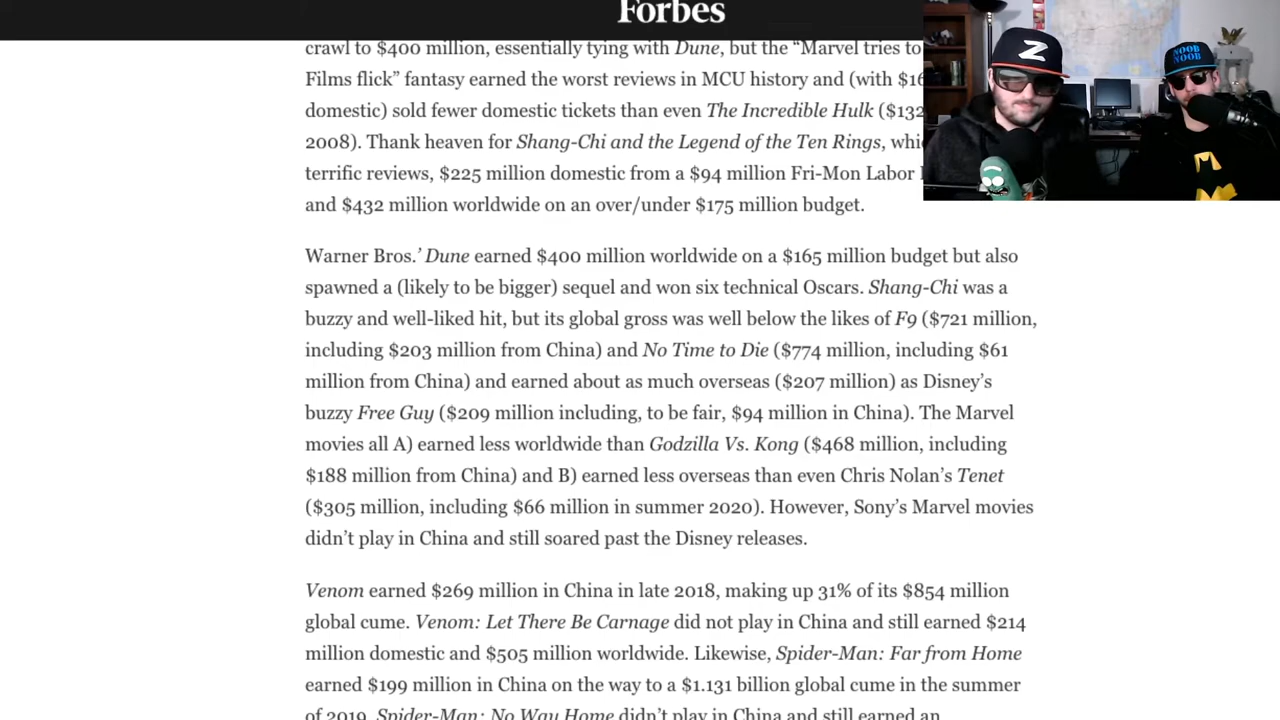 Forbes
crawl to $400 million, essentially tying with Dune, but the “Marvel tries to
Films flick” fantasy earned the worst reviews in MCU history and (with
domestic) sold fewer domestic tickets than even The Incredible Hulk ($132
2008). Thank heaven for Shang-Chi and the Legend of the Ten Rings,
terrific reviews, $225 million domestic from a $94 million Fri-Mon Labor
and $432 million worldwide on an over/under $175 million budget.
Warner Bros.’ Dune earned $400 million worldwide on a $165 million budget but also
spawned a (likely to be bigger) sequel and won six technical Oscars. Shang-Chi was a
buzzy and well-liked hit, but its global gross was well below the likes of F9 ($721 million,
including $203 million from China) and No Time to Die ($774 million, including $61
million from China) and earned about as much overseas ($207 million) as Disney’s
buzzy Free Guy ($209 million including, to be fair, $94 million in China). The Marvel
movies all A) earned less worldwide than Godzilla Vs. Kong ($468 million, including
$188 million from China) and B) earned less overseas than even Chris Nolan’s Tenet
($305 million, including $66 million in summer 2020). However, Sony’s Marvel movies
didn’t play in China and still soared past the Disney releases.
Venom earned $269 million in China in late 2018, making up 31% of its $854 million
global cume. Venom: Let There Be Carnage did not play in China and still earned $214
million domestic and $505 million worldwide. Likewise, Spider-Man: Far from Home
earned $199 million in China on the way to a $1.131 billion global cume in the summer
of 2019. Spider-Man: No Way Home didn’t play in China and still earned an
Z
NOOB
NOOB